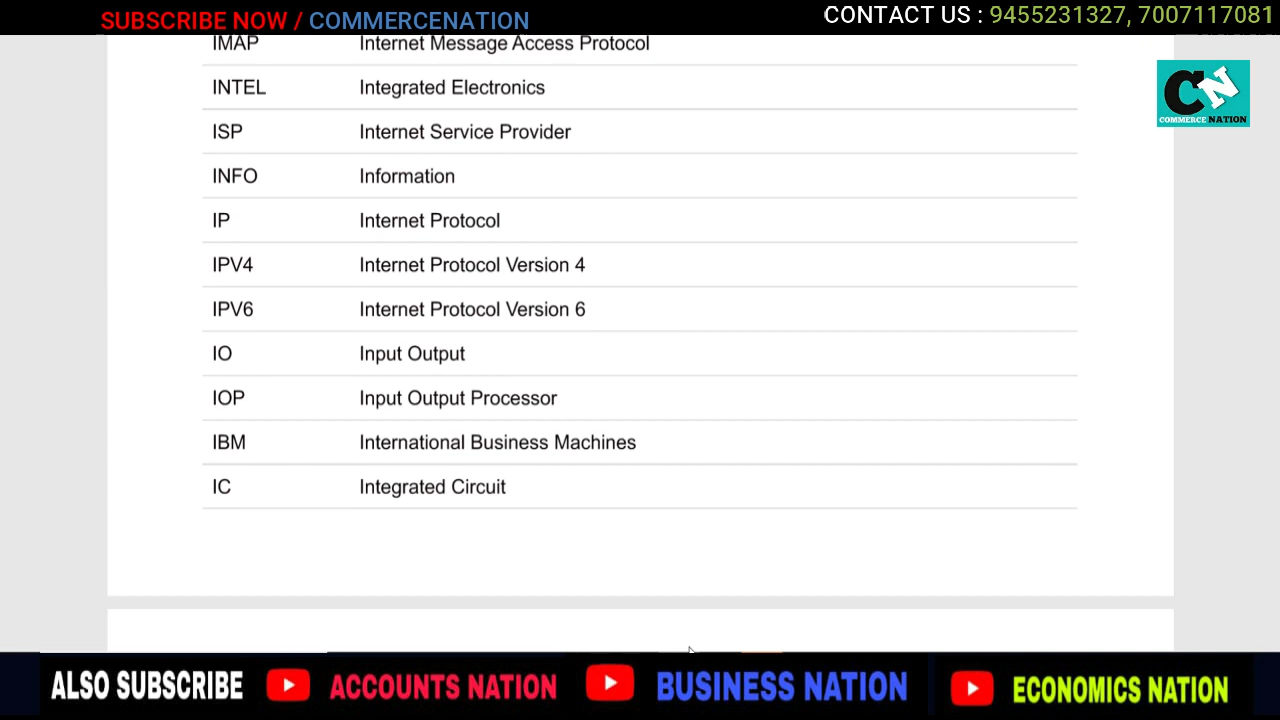 SUBSCRIBE NOW / COMMERCENATION
CONTACT US : 9455231327, 7007117081
IMAP Internet Message Access Protocol
INTEL Integrated Electronics
CN
COMMERCE NATION
ISP Internet Service Provider
INFO Information
IP Internet Protocol
IPV4 Internet Protocol Version 4
IPV6 Internet Protocol Version 6
IO Input Output
IOP Input Output Processor
IBM International Business Machines
IC Integrated Circuit
ALSO SUBSCRIBE ACCOUNTS NATION BUSINESS NATION ECONOMICS NATION